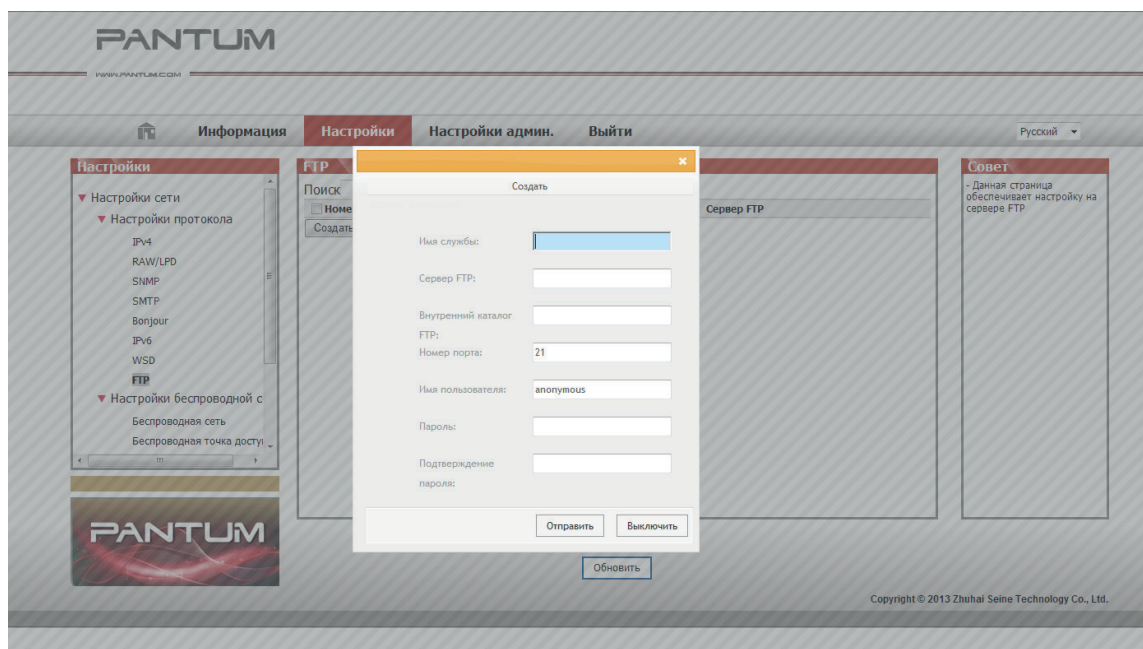 PANTUM
WWW.PANTUM.COM
Информация
Настройки
Настройки админ.
Выйти
Русский
Настройки
Настройки сети
Настройки протокола
IPv4
RAW/LPD
SNMP
SMTP
Bonjour
IPv6
WSD
FTP
Настройки беспроводной с
Беспроводная сеть
Беспроводная точка досту
PANTUM
FTP
Поиск
Номе
Сервер FTP
Создать
Создать
Имя службы:
Сервер FTP:
Внутренний каталог
FTP:
Номер порта:
21
Имя пользователя:
anonymous
Пароль:
Подтверждение
пароля:
Отправить
Выключить
Обновить
Совет
- Данная страница
обеспечивает настройку на
сервере FTP
Copyright © 2013 Zhuhai Seine Technology Co., Ltd.